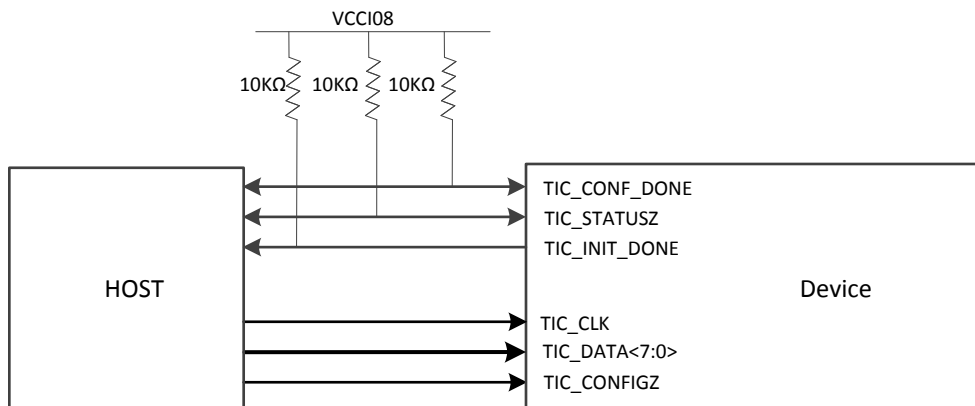 VCCI08
10KΩ 10KΩ 10KΩ
TIC_CONF_DONE
TIC_STATUSZ
TIC_INIT_DONE
HOST
Device
TIC_CLK
TIC_DATA<7:0>
TIC_CONFIGZ